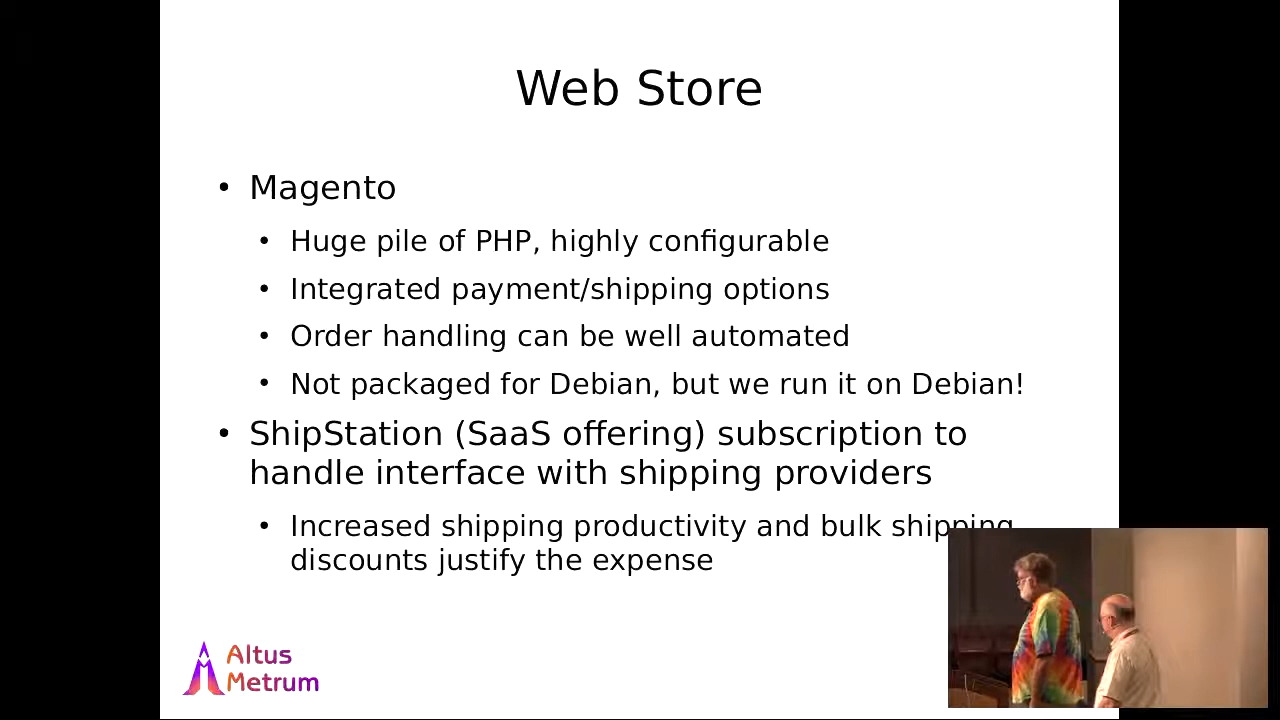 Web Store
• Magento
• Huge pile of PHP, highly configurable
• Integrated payment/shipping options
• Order handling can be well automated
• Not packaged for Debian, but we run it on Debian!
• ShipStation (SaaS offering) subscription to
handle interface with shipping providers
• Increased shipping productivity and bulk shipping
discounts justify the expense
Altus
Metrum